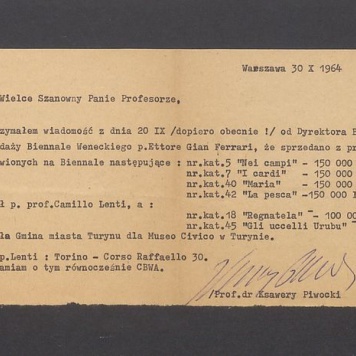 Warszawa 30 X 1964
Wielce Szanowny Panie Profesorze,
zymałem wiadomość z dnia 20 IX /dopiero obecnie !/ od Dyrektora
daży Biennale Weneckiego p.Ettore Gian Ferrari, że sprzedano z
wionych na Biennale następujące : nr.kat.5 "Nei campi" - 150 000
nr.kat.7 "I cardi" - 150 000
nr.kat.40 "Maria" - 150 000
nr.kat.42 "La pesca" -150 000
ł p. prof.Camillo Lenti, a :
nr.kat.18 "Regnatela" - 100 00
nr.kat.45 "Gli uccelli Urubu" -
ła Gmina miasta Turynu dla Museo Civico w Turynie.
p.Lenti : Torino - Corso Raffaello 30.
amiam o tym równocześnie CBWA.
/Prof.dr Ksawery Piwocki